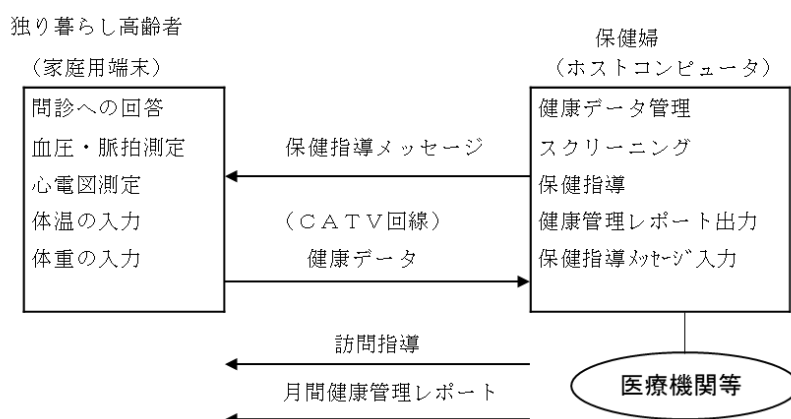 独り暮らし高齢者
（家庭用端末）
問診への回答
血圧・脈拍測定
心電図測定
体温の入力
体重の入力
保健指導メッセージ
（ＣＡＴＶ回線）
健康データ
保健婦
（ホストコンピュータ）
健康データ管理
スクリーニング
保健指導
健康管理レポート出力
保健指導ﾒｯｾｰｼﾞ入力
訪問指導
月間健康管理レポート
医療機関等